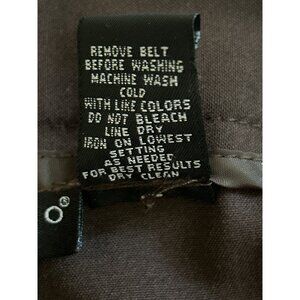 REMOVE BELT
BEFORE WASHING
MACHINE WASH
COLD
WITH LIKE COLORS
DO NOT BLEACH
LINE DRY
IRON ON LOWEST
SETTING
AS NEEDED
FOR BEST RESULTS
DRY CLEAN
O®